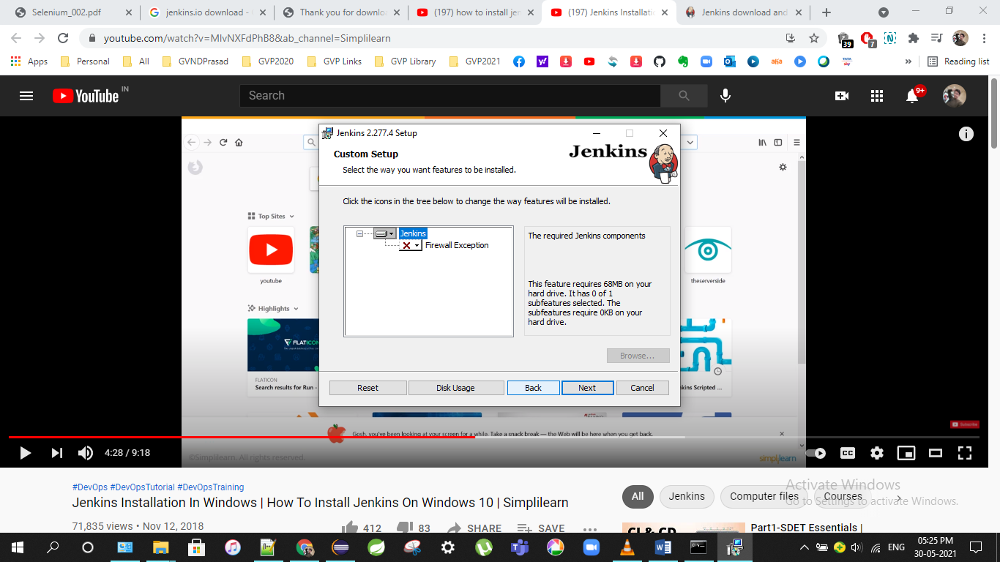 Selenium_002.pdf
jenkins.io download -
Thank you for downlo
(197) how to install jen
(197) Jenkins Installati
Jenkins download and
youtube.com/watch?v=MIvNXFdPhB8&ab_channel=Simplilearn
39
7
Apps
Personal
All
GVNDPrasad
GVP2020
GVP Links
GVP Library
GVP2021
Reading list
YouTube
IN
Search
9+
Jenkins 2.277.4 Setup
Custom Setup
Jenkins
Select the way you want features to be installed.
Click the icons in the tree below to change the way features will be installed.
Jenkins
Firewall Exception
The required Jenkins components
This feature requires 68MB on your
hard drive. It has 0 of 1
subfeatures selected. The
subfeatures require 0KB on your
hard drive.
Browse...
Reset
Disk Usage
Back
Next
Cancel
Top Sites
youtube
theserverside
Highlights
FLATICON
FLATICON
Search results for Run -
kins Scripted ...
Gosh, you've been looking at your screen for a while. Take a snack break — the Web will be here when you get back.
Subscribe
4:28 / 9:18
©Simplilearn. All rights reserved.
simplilearn
CC
#DevOps #DevOpsTutorial #DevOpsTraining
Jenkins Installation In Windows | How To Install Jenkins On Windows 10 | Simplilearn
71,835 views • Nov 12, 2018
412
83
SHARE
SAVE
All
Jenkins
Computer files
Courses
Activate Windows
Go to Settings to activate Windows.
CI & CD
Part1-SDET Essentials |
ENG
05:25 PM
30-05-2021